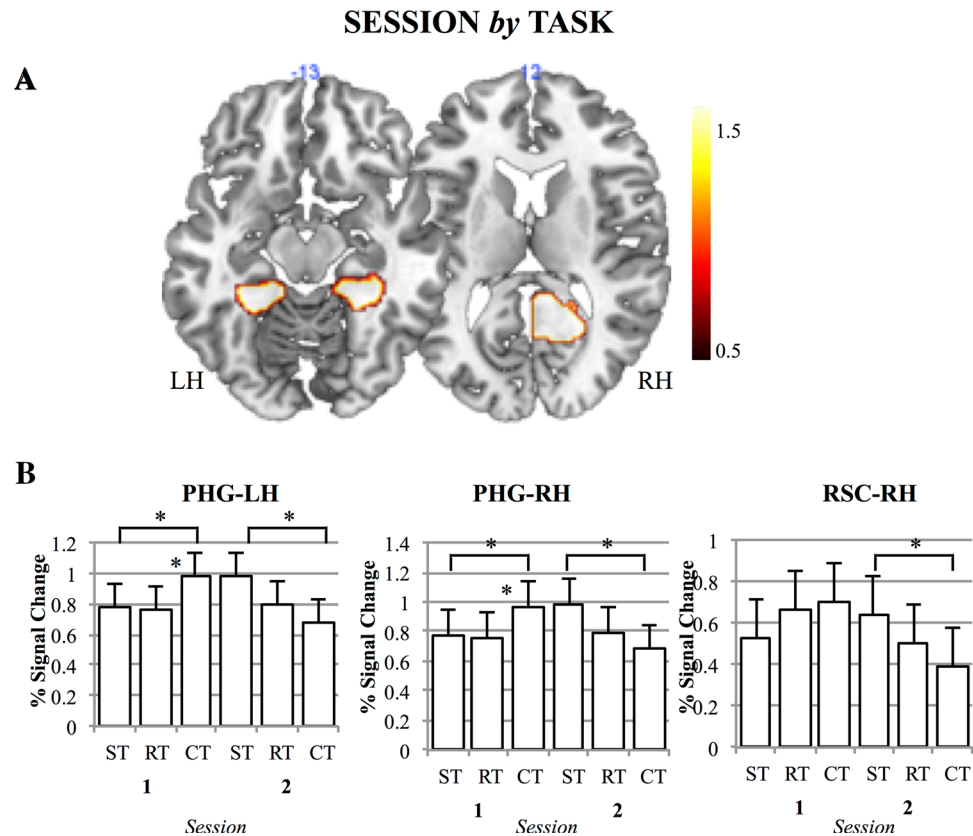 SESSION by TASK
A
-13
12
1.5
0.5
LH
RH
B
PHG-LH
% Signal Change
1.2
1
0.8
0.6
0.4
0.2
0
*
*
*
ST RT CT ST RT CT
1 2
Session
PHG-RH
% Signal Change
1.4
1.2
1
0.8
0.6
0.4
0.2
0
*
*
*
ST RT CT ST RT CT
1 2
Session
RSC-RH
% Signal Change
1
0.8
0.6
0.4
0.2
0
*
ST RT CT ST RT CT
1 2
Session